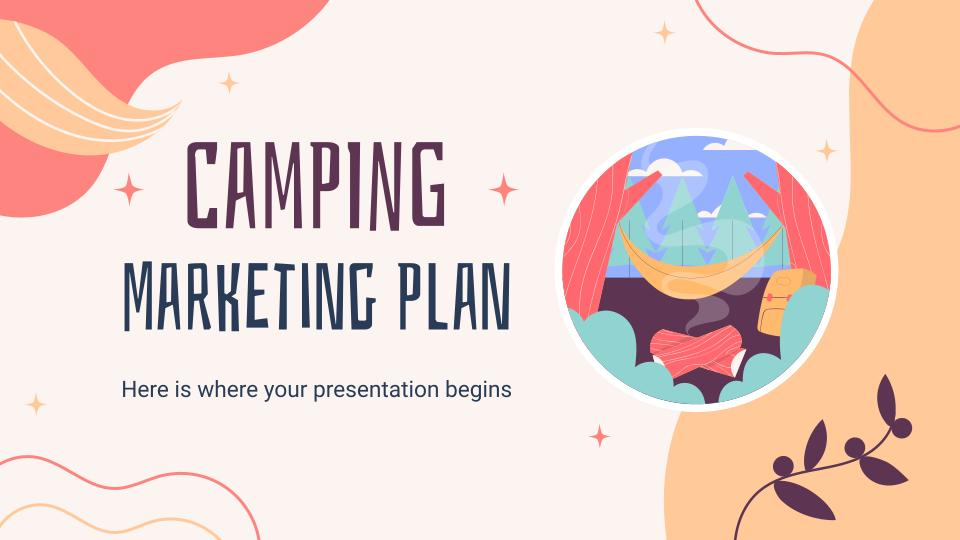 CAMPING
MARKETING PLAN
Here is where your presentation begins